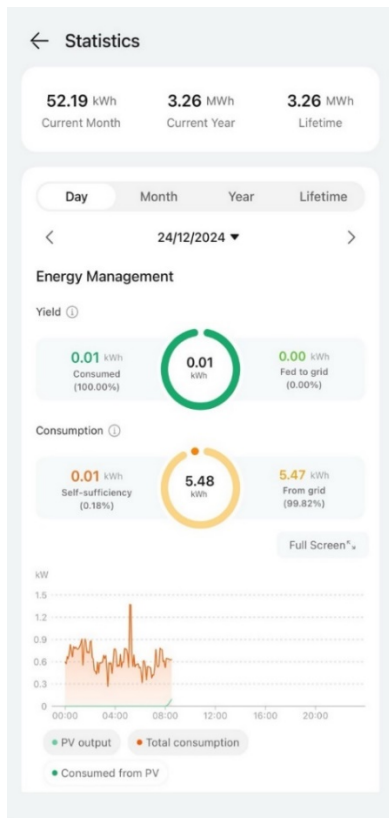 Statistics
52.19 kWh 3.26 MWh 3.26 MWh
Current Month Current Year Lifetime
Day Month Year Lifetime
24/12/2024
Energy Management
Yield
0.01 kWh
Consumed
(100.00%)
0.01
kWh
0.00 kWh
Fed to grid
(0.00%)
Consumption
0.01 kWh
Self-sufficiency
(0.18%)
5.48
kWh
5.47 kWh
From grid
(99.82%)
Full Screen
kW
1.5
1.2
0.9
0.6
0.3
0
00:00 04:00 08:00 12:00 16:00 20:00
PV output Total consumption
Consumed from PV